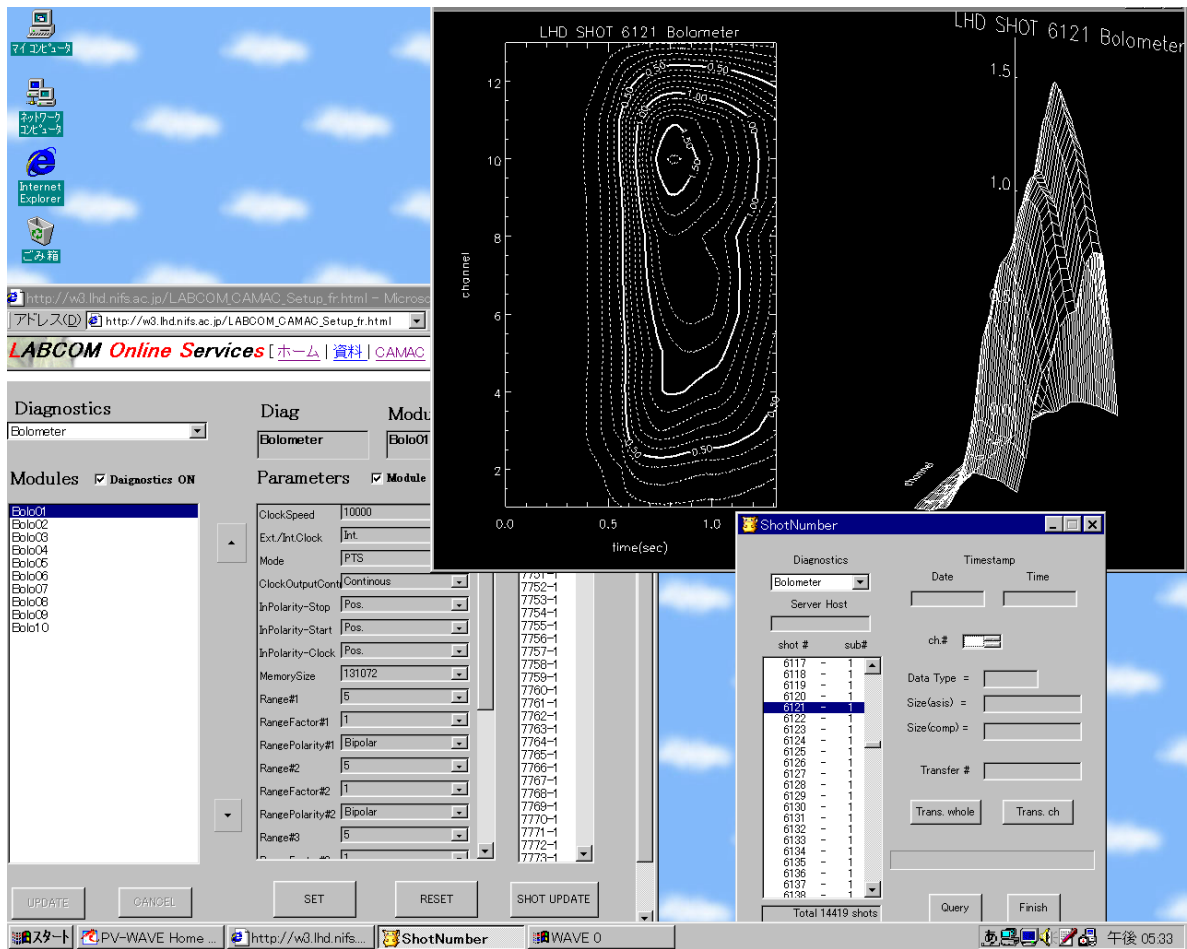 マイ コンピュータ
ネットワーク
コンピュータ
Internet
Explorer
ごみ箱
LHD SHOT 6121 Bolometer
12
10
8
6
4
2
channel
0.0
0.5
1.0
time(sec)
0.50
0.50
1.00
1.50
0.50
LHD SHOT 6121 Bolometer
1.5
1.0
channel
http://w3.lhd.nifs.ac.jp/LABCOM_CAMAC_Setup_fr.html - Microso
アドレス(D)
http://w3.lhd.nifs.ac.jp/LABCOM_CAMAC_Setup_fr.html
LABCOM Online Services [ ホーム | 資料 | CAMAC
Diagnostics
Bolometer
Modules
Daignostics ON
Bolo01
Bolo02
Bolo03
Bolo04
Bolo05
Bolo06
Bolo07
Bolo08
Bolo09
Bolo10
UPDATE
CANCEL
Diag
Modu
Bolometer
Bolo01
Parameters
Module
ClockSpeed 10000
Ext./Int.Clock Int.
Mode PTS
ClockOutputCont Continous
InPolarity-Stop Pos.
InPolarity-Start Pos.
InPolarity-Clock Pos.
MemorySize 131072
Range#1 5
RangeFactor#1 1
RangePolarity#1 Bipolar
Range#2 5
RangeFactor#2 1
RangePolarity#2 Bipolar
Range#3 5
SET
RESET
SHOT UPDATE
7752-1
7753-1
7754-1
7755-1
7756-1
7757-1
7758-1
7759-1
7760-1
7761-1
7762-1
7763-1
7764-1
7765-1
7766-1
7767-1
7768-1
7769-1
7770-1
7771-1
7772-1
7773-1
ShotNumber
Diagnostics
Bolometer
Server Host
shot # sub#
6117 - 1
6118 - 1
6119 - 1
6120 - 1
6121 - 1
6122 - 1
6123 - 1
6124 - 1
6125 - 1
6126 - 1
6127 - 1
6128 - 1
6129 - 1
6130 - 1
6131 - 1
6132 - 1
6133 - 1
6134 - 1
6135 - 1
6136 - 1
6137 - 1
6138 - 1
Total 14419 shots
Timestamp
Date Time
ch.#
Data Type =
Size(asis) =
Size(comp) =
Transfer #
Trans. whole
Trans. ch
Query
Finish
スタート
PV-WAVE Home ...
http://w3.lhd.nifs....
ShotNumber
WAVE 0
あ
午後 05:33